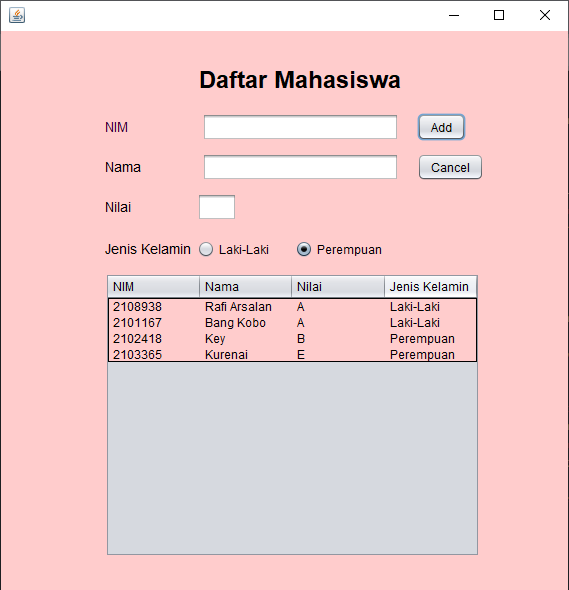 Daftar Mahasiswa
NIM Add
Nama Cancel
Nilai
Jenis Kelamin Laki-Laki Perempuan
NIM Nama Nilai Jenis Kelamin
2108938 Rafi Arsalan A Laki-Laki
2101167 Bang Kobo A Laki-Laki
2102418 Key B Perempuan
2103365 Kurenai E Perempuan